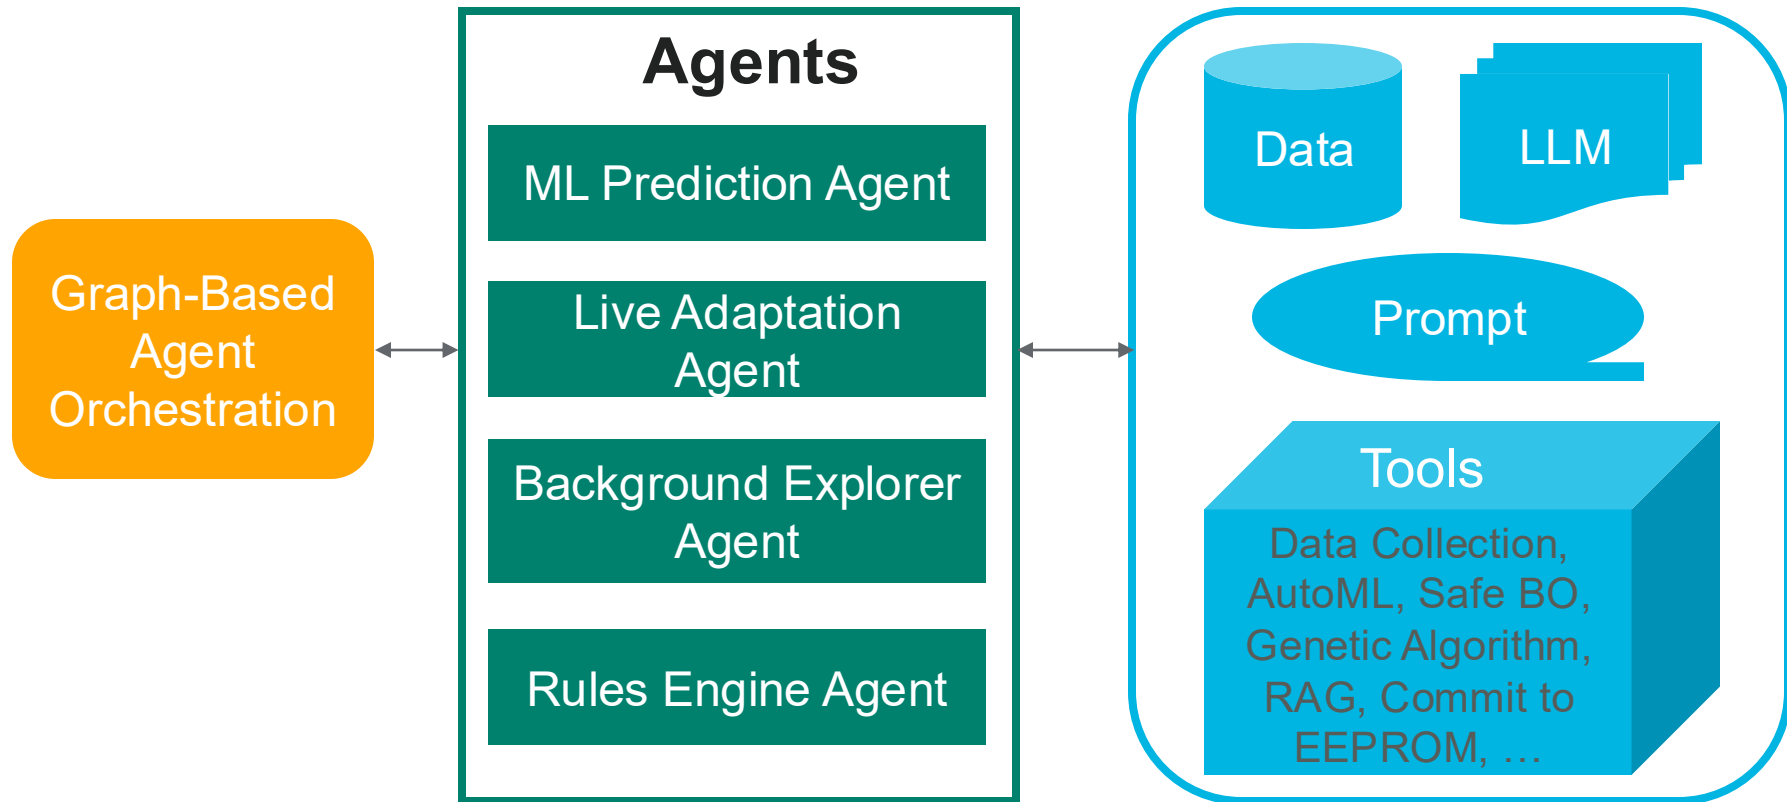 Graph-Based
Agent
Orchestration
Agents
ML Prediction Agent
Live Adaptation
Agent
Background Explorer
Agent
Rules Engine Agent
Data
LLM
Prompt
Tools
Data Collection,
AutoML, Safe BO,
Genetic Algorithm,
RAG, Commit to
EEPROM, …